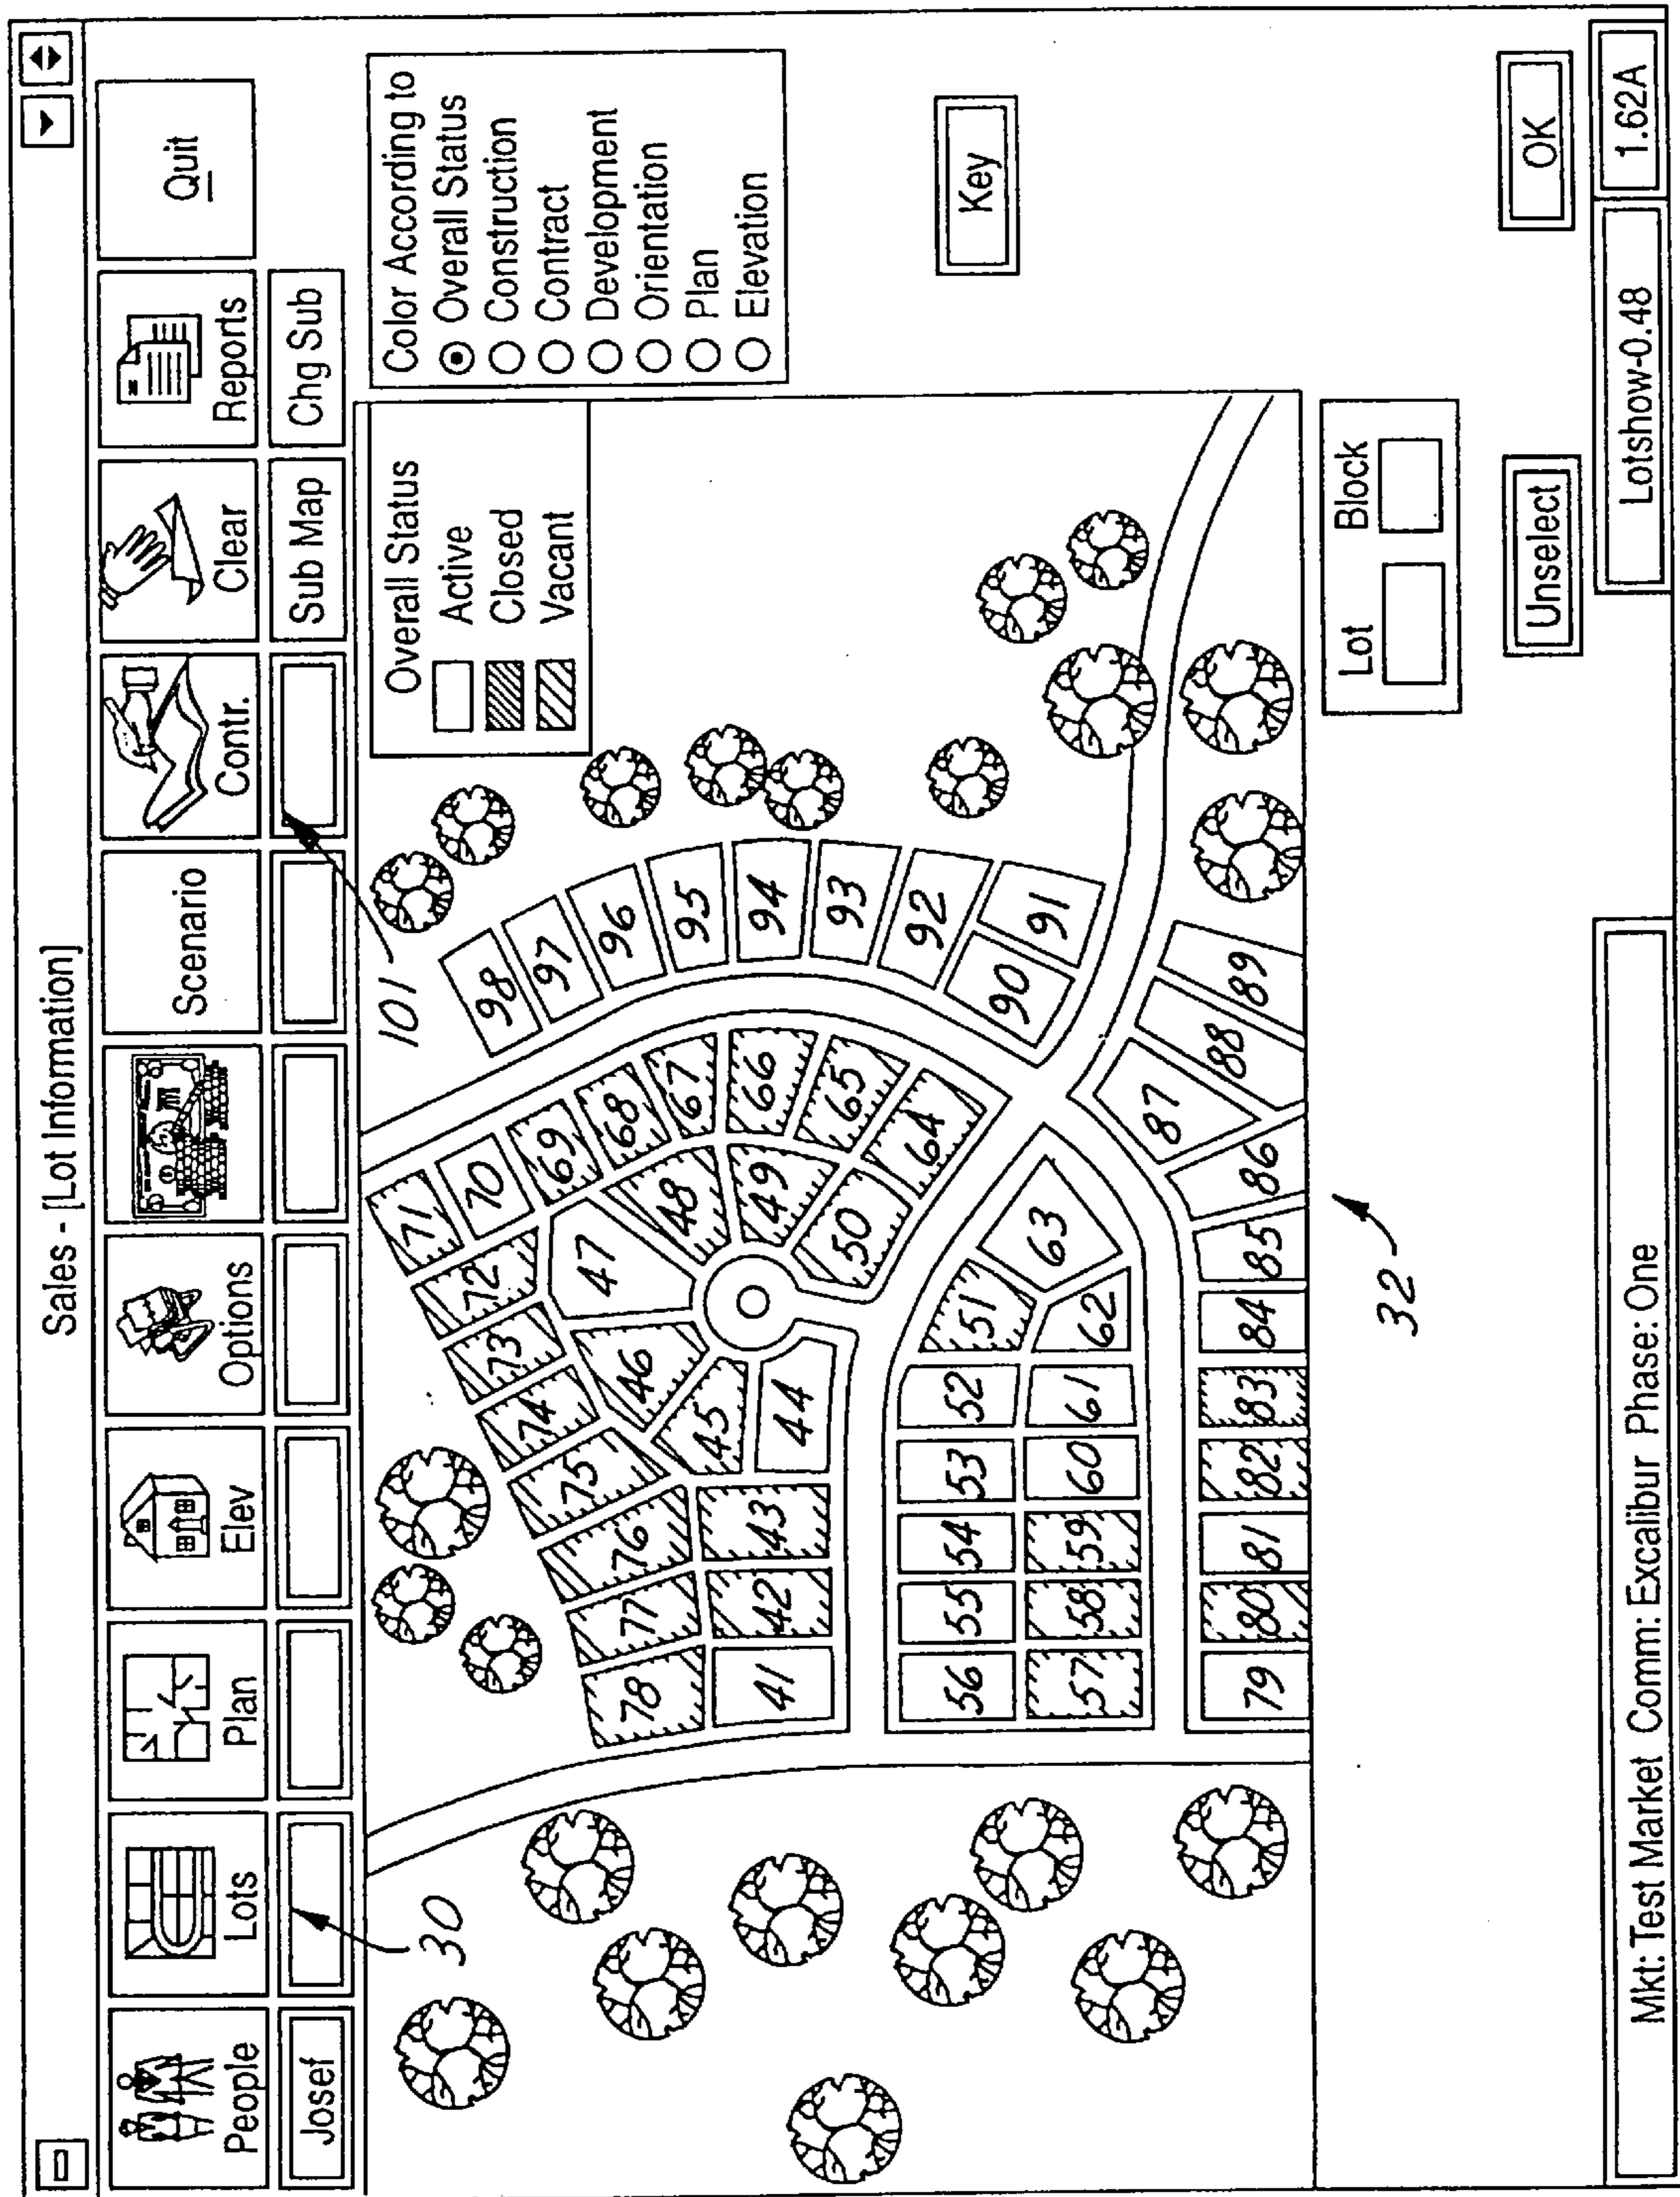 Sales - [Lot Information]
People
Lots
Plan
Elev
Options
Scenario
Contr.
Clear
Reports
Quit
Josef
Sub Map
Chg Sub
30
101
Overall Status
Active
Closed
Vacant
Color According to
Overall Status
Construction
Contract
Development
Orientation
Plan
Elevation
Key
98
97
96
95
94
93
92
91
90
71
70
69
68
67
66
65
64
72
73
74
75
76
77
78
47
48
49
50
46
45
44
43
42
41
51
52
53
54
55
56
63
62
61
60
59
58
57
79
80
81
82
83
84
85
86
87
88
89
32
Lot
Block
Unselect
OK
Mkt: Test Market Comm: Excalibur Phase: One
Lotshow-0.48
1.62A